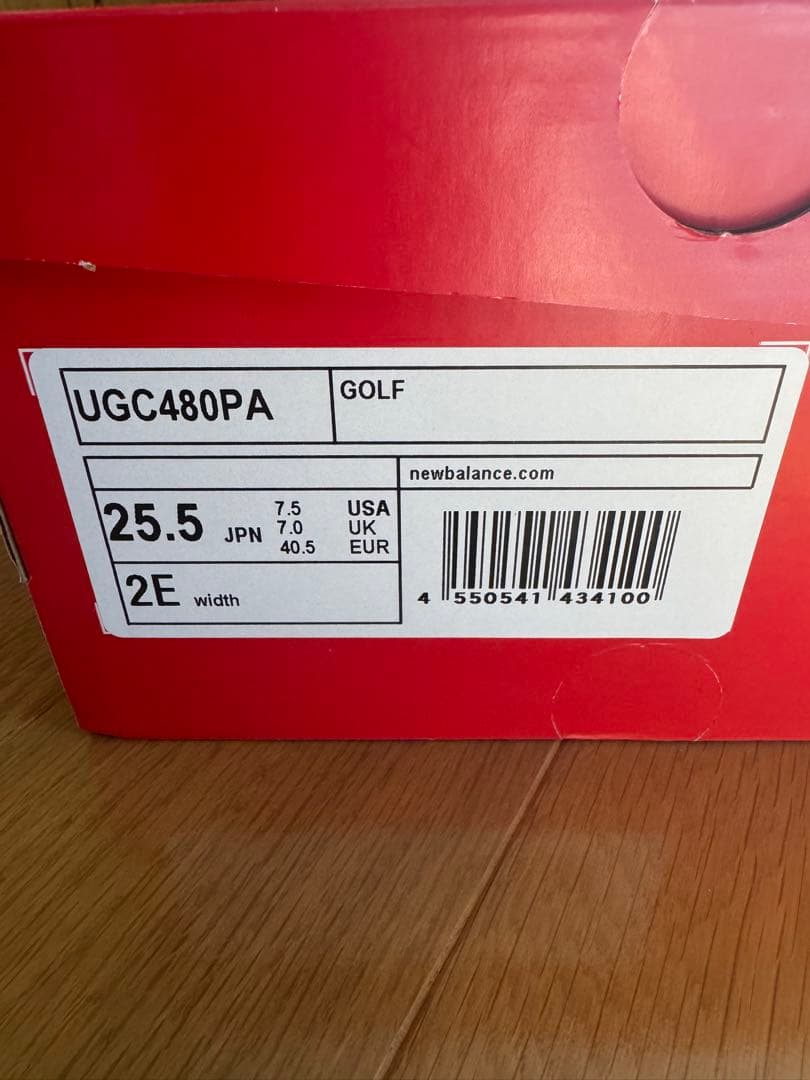 UGC480PA
GOLF
newbalance.com
25.5 JPN
7.5 USA
7.0 UK
40.5 EUR
2E width
4 550541 434100